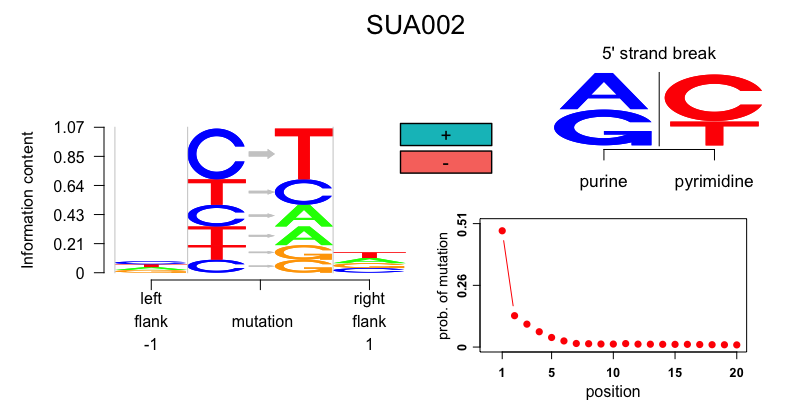 SUA002
5' strand break
A C
G T
purine pyrimidine
+
-
Information content
1.07
0.85
0.64
0.43
0.21
0
C T
T C
C A
T A
T G
C G
left flank -1
mutation
right flank 1
prob. of mutation
0.51
0.26
0
1 5 10 15 20
position